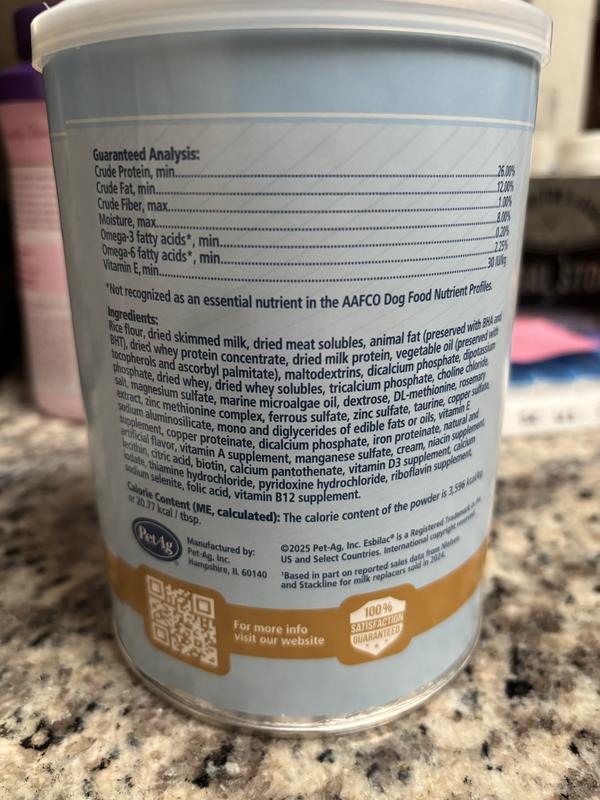 Guaranteed Analysis:
Crude Protein, min. 26.00%
Crude Fat, min. 12.00%
Crude Fiber, max. 1.00%
Moisture, max. 8.00%
Omega-3 fatty acids*, min. 0.20%
Omega-6 fatty acids*, min. 2.25%
Vitamin E, min. 30 IU/kg
*Not recognized as an essential nutrient in the AAFCO Dog Food Nutrient Profiles.
Ingredients:
Rice flour, dried skimmed milk, dried meat solubles, animal fat (preserved with BHA and
BHT), dried whey protein concentrate, dried milk protein, vegetable oil (preserved with
tocopherols and ascorbyl palmitate), maltodextrins, dicalcium phosphate, dipotassium
phosphate, dried whey, dried whey solubles, tricalcium phosphate, choline chloride,
salt, magnesium sulfate, marine microalgae oil, dextrose, DL-methionine, rosemary
extract, zinc methionine complex, ferrous sulfate, zinc sulfate, taurine, copper sulfate,
sodium aluminosilicate, mono and diglycerides of edible fats or oils, vitamin E
supplement, copper proteinate, dicalcium phosphate, iron proteinate, natural and
artificial flavor, vitamin A supplement, manganese sulfate, cream, niacin supplement,
lecithin, citric acid, biotin, calcium pantothenate, vitamin D3 supplement, calcium
iodate, thiamine hydrochloride, pyridoxine hydrochloride, riboflavin supplement,
sodium selenite, folic acid, vitamin B12 supplement.
Calorie Content (ME, calculated): The calorie content of the powder is 3,596 kcal/kg
or 20.77 kcal / tbsp.
PetAg®
Manufactured by:
Pet-Ag, Inc.
Hampshire, IL 60140
©2025 Pet-Ag, Inc. Esbilac® is a Registered Trademark in the
US and Select Countries. International copyright reserved.
¹Based in part on reported sales data from Nielsen
and Stackline for milk replacers sold in 2024.
For more info
visit our website
100%
SATISFACTION
GUARANTEED